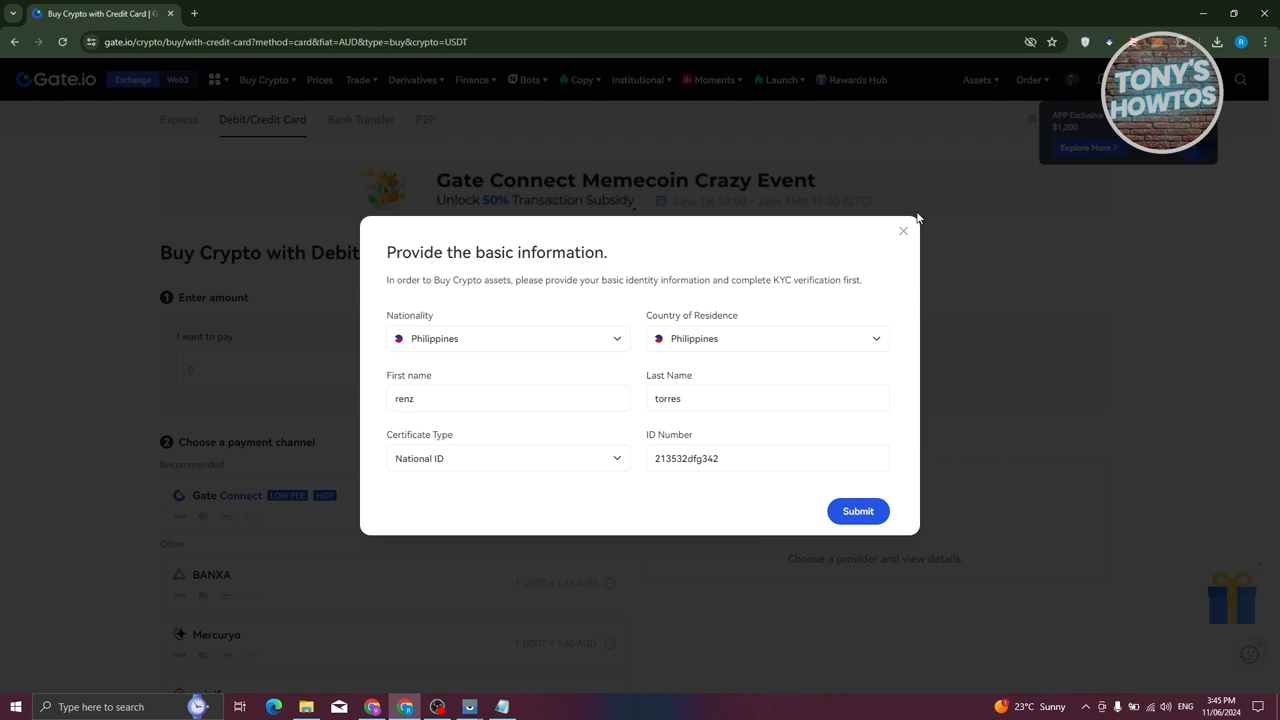 Buy Crypto with Credit Card | G
gate.io/crypto/buy/with-credit-card?method=card&fiat=AUD&type=buy&crypto=USDT
R
Gate.io
Exchange
Web3
Buy Crypto
Prices
Trade
Derivatives
Finance
Bots
Copy
Institutional
Moments
Launch
Rewards Hub
Assets
Order
TONY'S
HOWTOS
Express
Debit/Credit Card
Bank Transfer
P2P
APP Exclusive
$1,200
Explore More >
Gate Connect Memecoin Crazy Event
Unlock 50% Transaction Subsidy
June 1st 10:00 - June 15th 10:00 (UTC)
Buy Crypto with Debit
1 Enter amount
I want to pay
0
2 Choose a payment channel
Recommended
Gate Connect LOW FEE HOT
Other
BANXA
1 USDT ≈ 1.63 AUD
Mercuryo
1 USDT ≈ 1.60 AUD
Choose a provider and view details.
Provide the basic information.
In order to Buy Crypto assets, please provide your basic identity information and complete KYC verification first.
Nationality
Country of Residence
Philippines
Philippines
First name
Last Name
renz
torres
Certificate Type
ID Number
National ID
213532dfg342
Submit
Type here to search
23°C Sunny
ENG
3:45 PM
11/06/2024